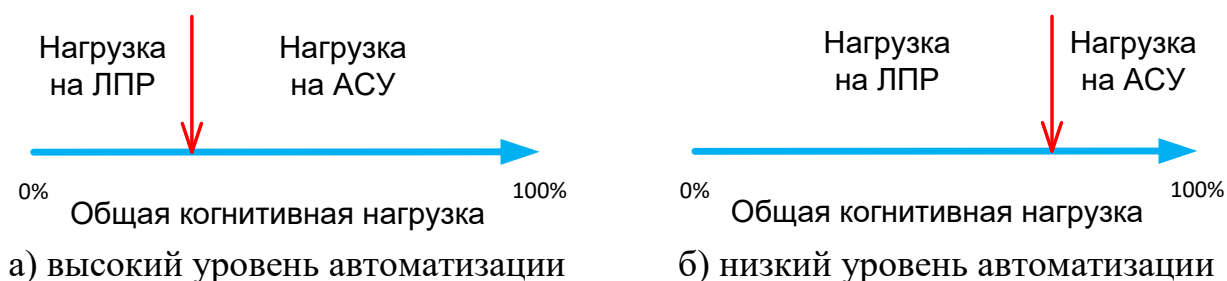 Нагрузка
на ЛПР
Нагрузка
на АСУ
0%
100%
Общая когнитивная нагрузка
а) высокий уровень автоматизации
Нагрузка
на ЛПР
Нагрузка
на АСУ
0%
100%
Общая когнитивная нагрузка
б) низкий уровень автоматизации